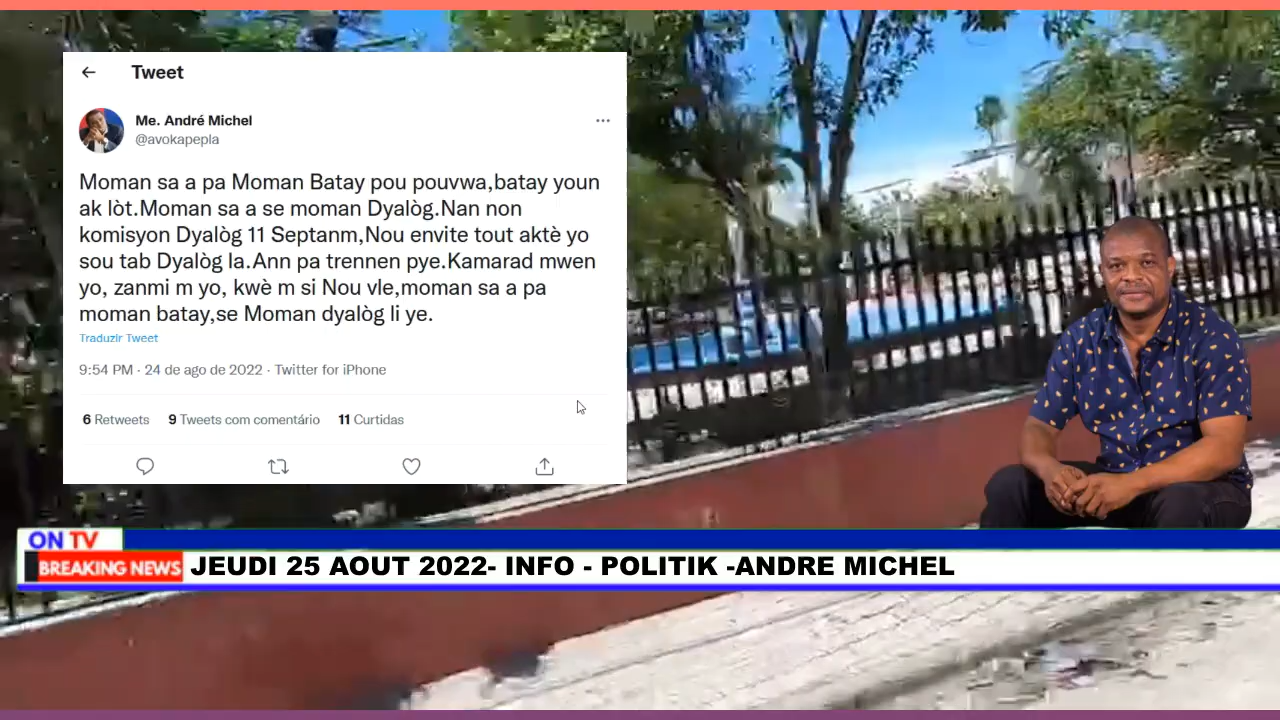 Tweet
Me. André Michel
@avokapepla
Moman sa a pa Moman Batay pou pouvwa,batay youn
ak lòt.Moman sa a se moman Dyalòg.Nan non
komisyon Dyalòg 11 Septanm,Nou envite tout aktè yo
sou tab Dyalòg la.Ann pa trennen pye.Kamarad mwen
yo, zanmi m yo, kwè m si Nou vle,moman sa a pa
moman batay,se Moman dyalòg li ye.
Traduzir Tweet
9:54 PM · 24 de ago de 2022 · Twitter for iPhone
6 Retweets 9 Tweets com comentário 11 Curtidas
ON TV
BREAKING NEWS
JEUDI 25 AOUT 2022- INFO - POLITIK -ANDRE MICHEL